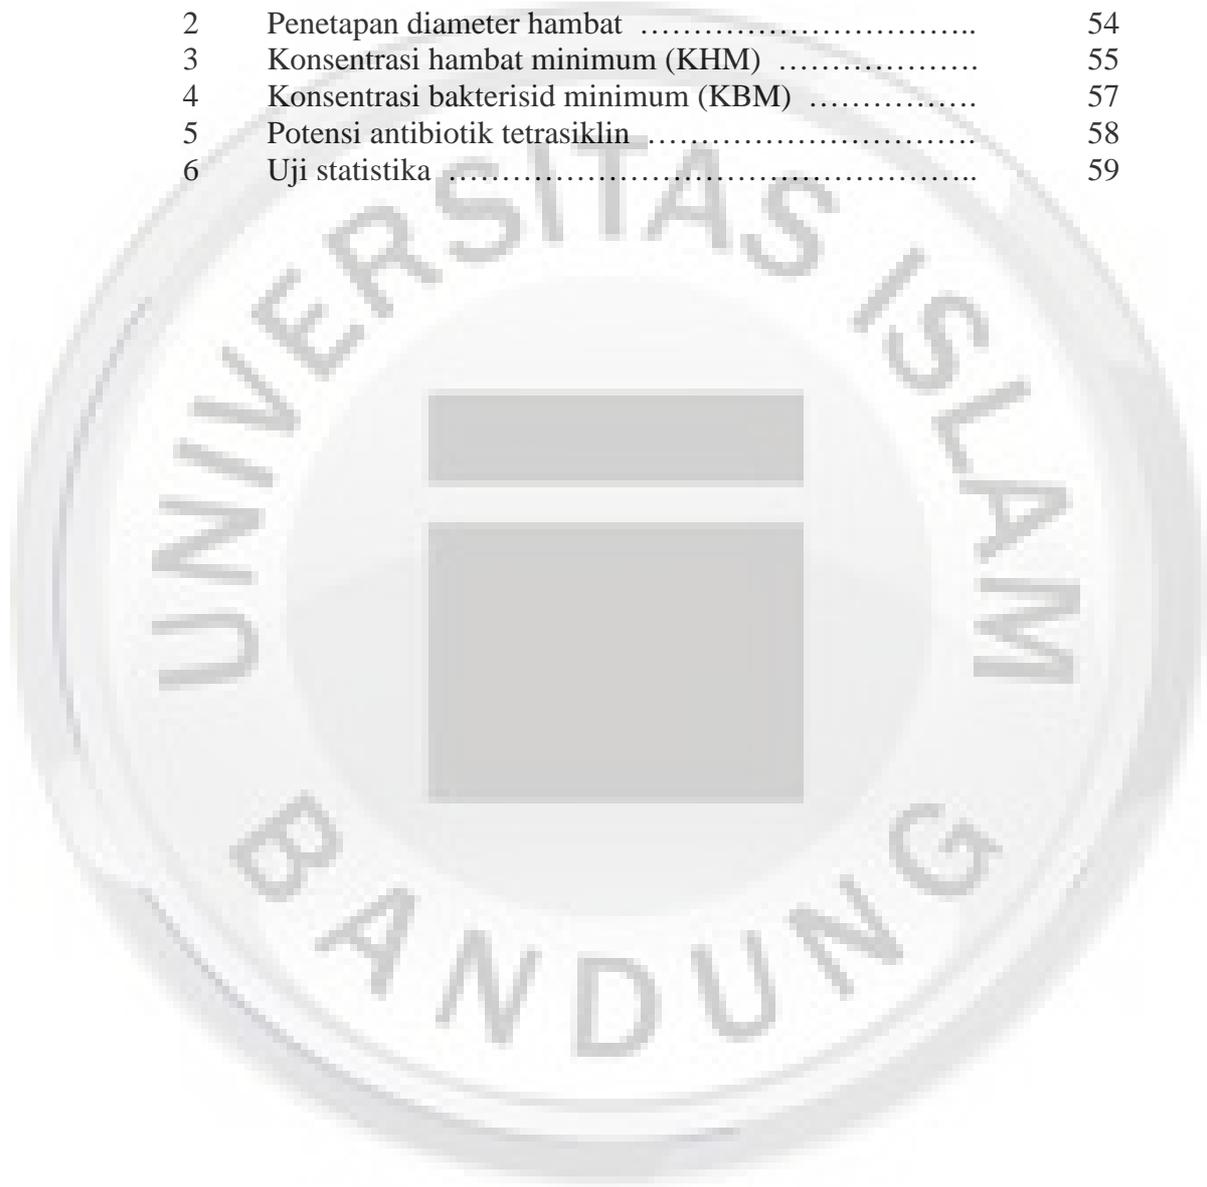 2 Penetapan diameter hambat ………………………….. 54
3 Konsentrasi hambat minimum (KHM) ………………. 55
4 Konsentrasi bakterisid minimum (KBM) ……………. 57
5 Potensi antibiotik tetrasiklin …………………………. 58
6 Uji statistika ………………………………………….. 59
UNIVERSITAS ISLAM
BANDUNG